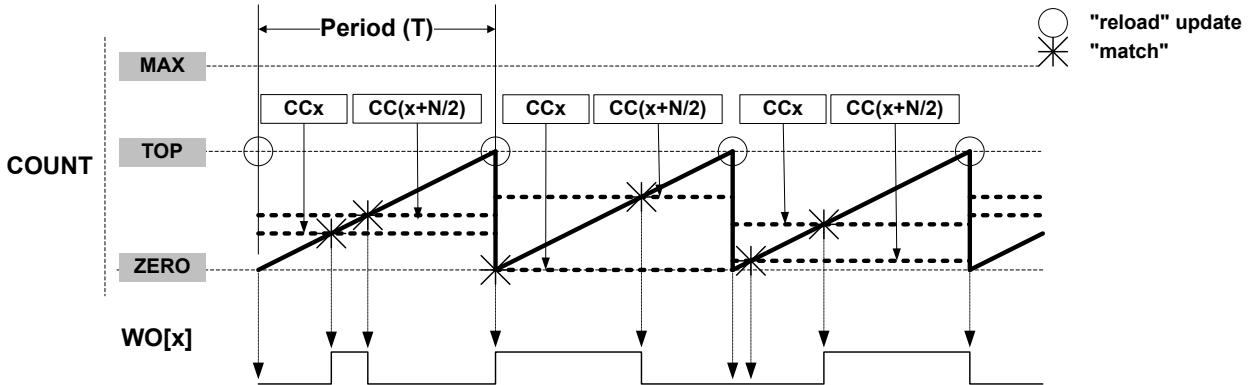 Period (T)
"reload" update
"match"
MAX
CCx
CC(x+N/2)
CCx
CC(x+N/2)
CCx
CC(x+N/2)
TOP
COUNT
ZERO
WO[x]